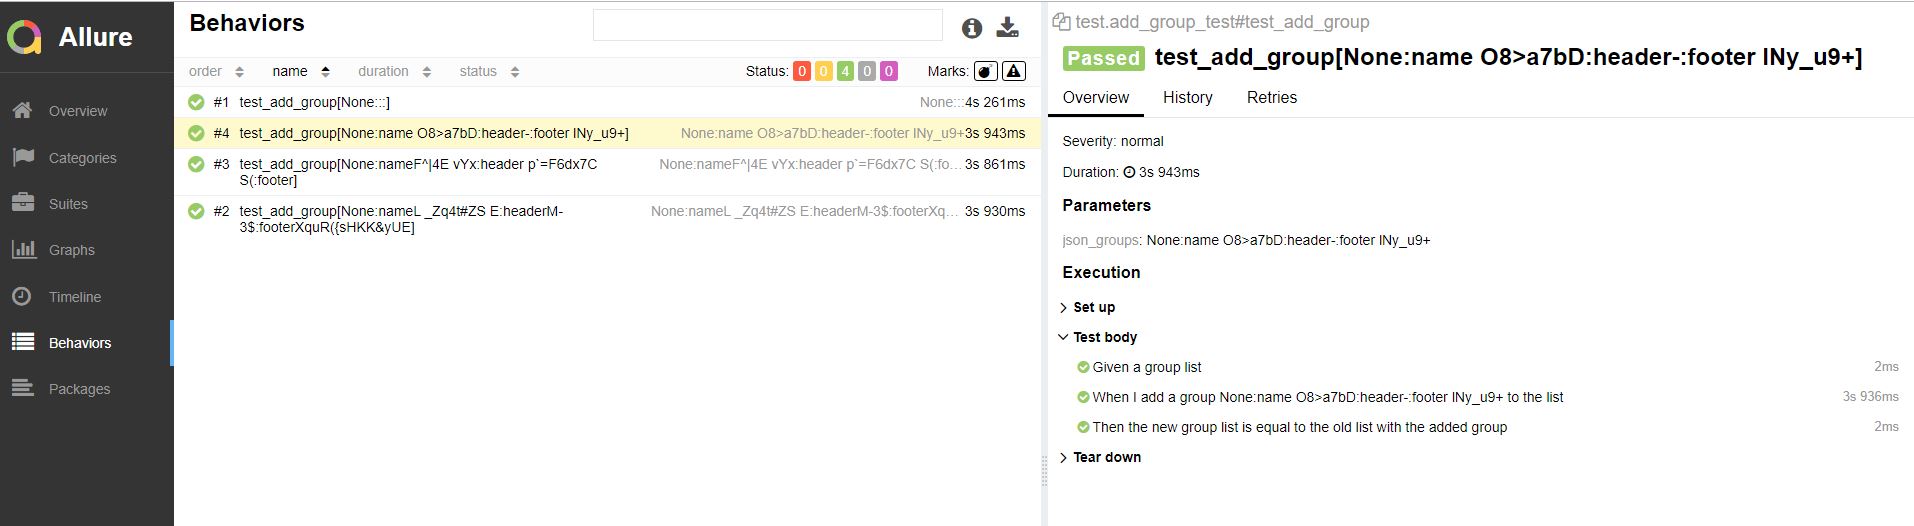 Allure
Overview
Categories
Suites
Graphs
Timeline
Behaviors
Packages
Behaviors
order name duration status Status: 0 0 4 0 0 Marks:
#1 test_add_group[None:::] None:::4s 261ms
#4 test_add_group[None:name O8>a7bD:header-:footer lNy_u9+] None:name O8>a7bD:header-:footer lNy_u9+3s 943ms
#3 test_add_group[None:nameF^|4E vYx:header p`=F6dx7C None:nameF^|4E vYx:header p`=F6dx7C S(:fo... 3s 861ms
S(:footer]
#2 test_add_group[None:nameL _Zq4t#ZS E:headerM- None:nameL _Zq4t#ZS E:headerM-3$:footerXq... 3s 930ms
3$:footerXquR({sHKK&yUE]
test.add_group_test#test_add_group
Passed test_add_group[None:name O8>a7bD:header-:footer lNy_u9+]
Overview History Retries
Severity: normal
Duration: 3s 943ms
Parameters
json_groups: None:name O8>a7bD:header-:footer lNy_u9+
Execution
Set up
Test body
Given a group list 2ms
When I add a group None:name O8>a7bD:header-:footer lNy_u9+ to the list 3s 936ms
Then the new group list is equal to the old list with the added group 2ms
Tear down